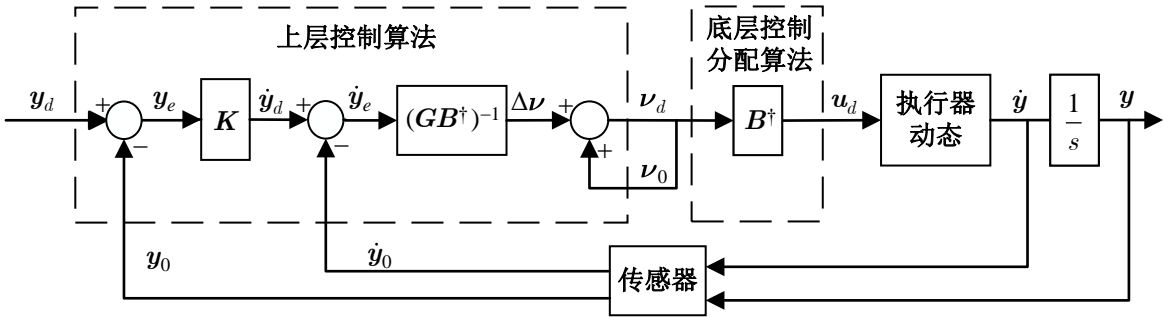 上层控制算法
底层控制
分配算法
y_d
+
−
y_e
K
ẏ_d
+
−
ẏ_e
(GB†)⁻¹
Δν
+
+
ν_d
ν_0
B†
u_d
执行器
动态
ẏ
1
s
y
y_0
ẏ_0
传感器